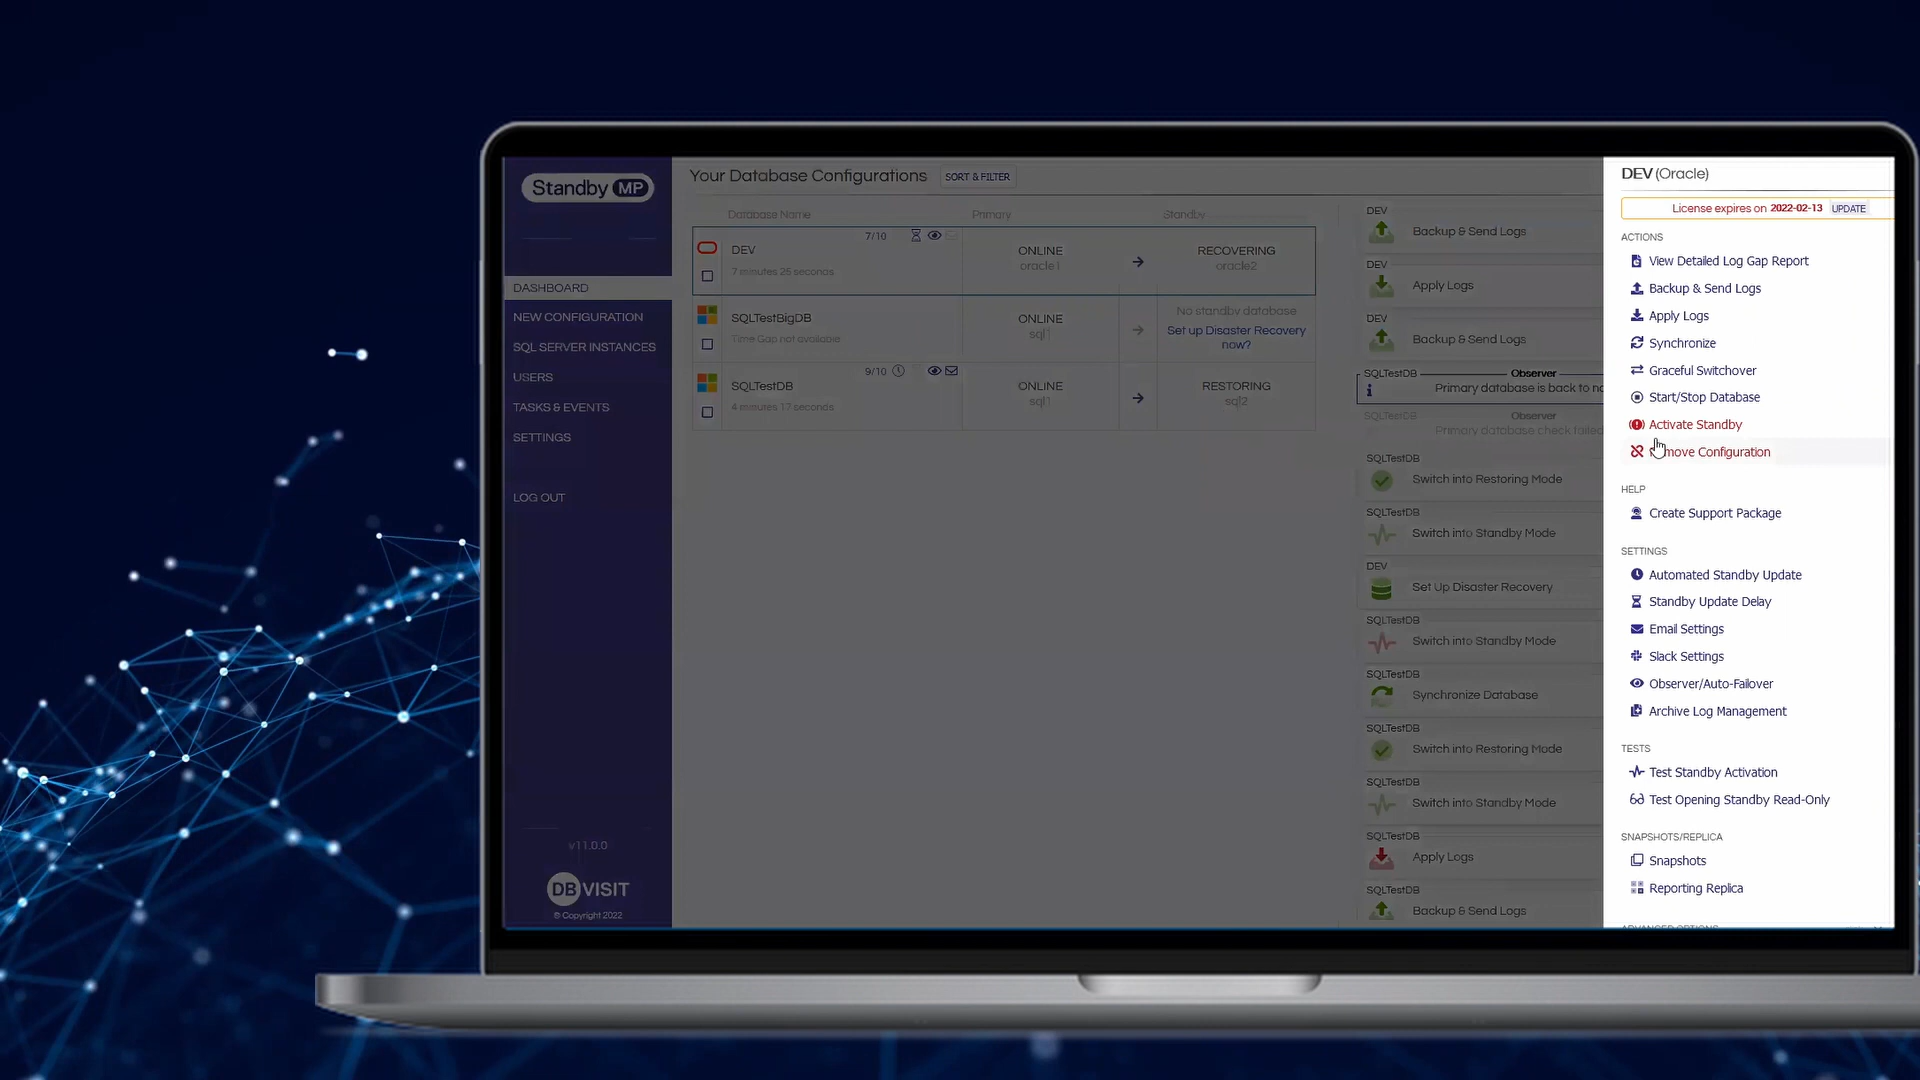 Standby MP
DASHBOARD
NEW CONFIGURATION
SQL SERVER INSTANCES
USERS
TASKS & EVENTS
SETTINGS
LOG OUT
v11.0.0
DBVISIT
© Copyright 2022
Your Database Configurations
SORT & FILTER
Database Name Primary Standby
DEV
7/10
7 minutes 25 seconds
ONLINE
oracle1
RECOVERING
oracle2
SQLTestBigDB
Time Gap not available
ONLINE
sql1
No standby database
Set up Disaster Recovery
now?
SQLTestDB
9/10
4 minutes 17 seconds
ONLINE
sql1
RESTORING
sql2
DEV
Backup & Send Logs
DEV
Apply Logs
DEV
Backup & Send Logs
SQLTestDB Observer
Primary database is back to
SQLTestDB Observer
Primary database check failed
SQLTestDB
Switch into Restoring Mode
SQLTestDB
Switch into Standby Mode
DEV
Set Up Disaster Recovery
SQLTestDB
Switch into Standby Mode
SQLTestDB
Synchronize Database
SQLTestDB
Switch into Restoring Mode
SQLTestDB
Switch into Standby Mode
SQLTestDB
Apply Logs
SQLTestDB
Backup & Send Logs
DEV (Oracle)
License expires on 2022-02-13 UPDATE
ACTIONS
View Detailed Log Gap Report
Backup & Send Logs
Apply Logs
Synchronize
Graceful Switchover
Start/Stop Database
Activate Standby
move Configuration
HELP
Create Support Package
SETTINGS
Automated Standby Update
Standby Update Delay
Email Settings
Slack Settings
Observer/Auto-Failover
Archive Log Management
TESTS
Test Standby Activation
Test Opening Standby Read-Only
SNAPSHOTS/REPLICA
Snapshots
Reporting Replica